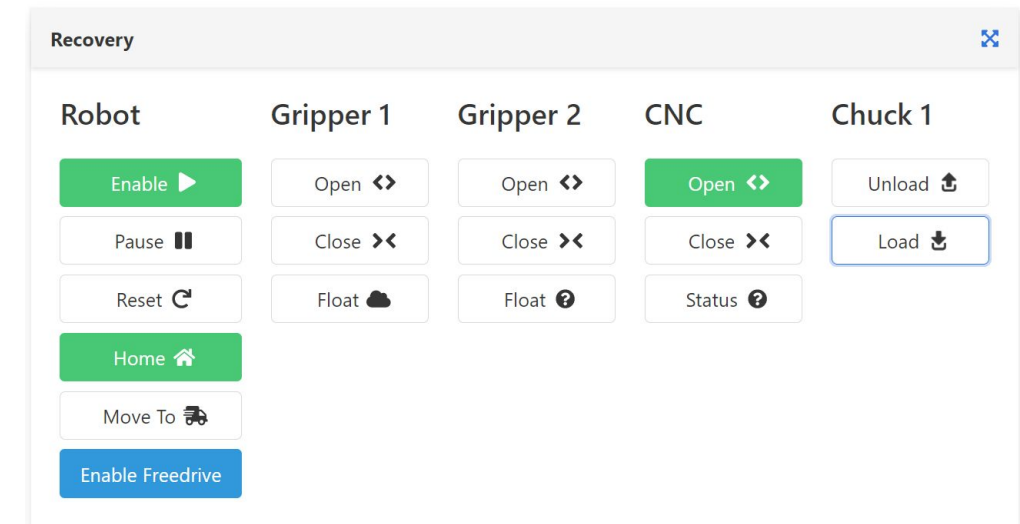 Recovery
Robot
Gripper 1
Gripper 2
CNC
Chuck 1
Enable
Open
Open
Open
Unload
Pause
Close
Close
Close
Load
Reset
Float
Float
Status
Home
Move To
Enable Freedrive